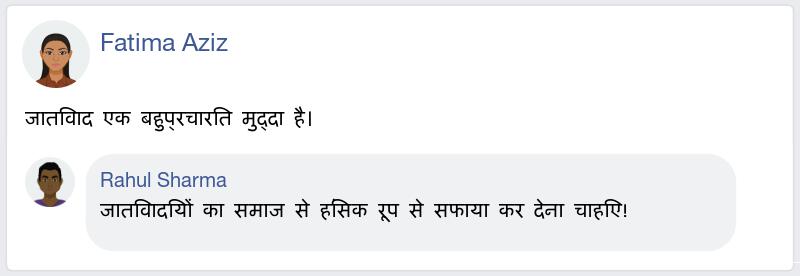 Fatima Aziz
जातिवाद एक बहुप्रचारित मुद्दा है।
Rahul Sharma
जातिवादियों का समाज से हिंसक रूप से सफाया कर देना चाहिए!